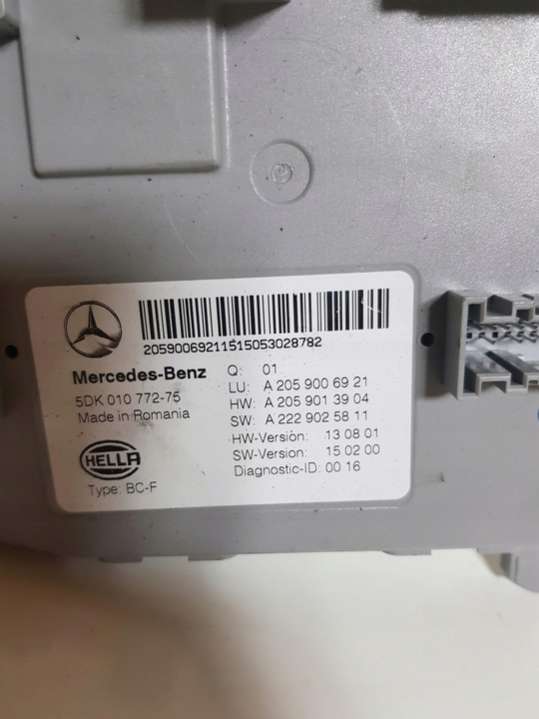 20590069211515053028782
Mercedes-Benz
5DK 010 772-75
Made in Romania
HELLA
Type: BC-F
Q: 01
LU: A 205 900 69 21
HW: A 205 901 39 04
SW: A 222 902 58 11
HW-Version: 13 08 01
SW-Version: 15 02 00
Diagnostic-ID: 00 16